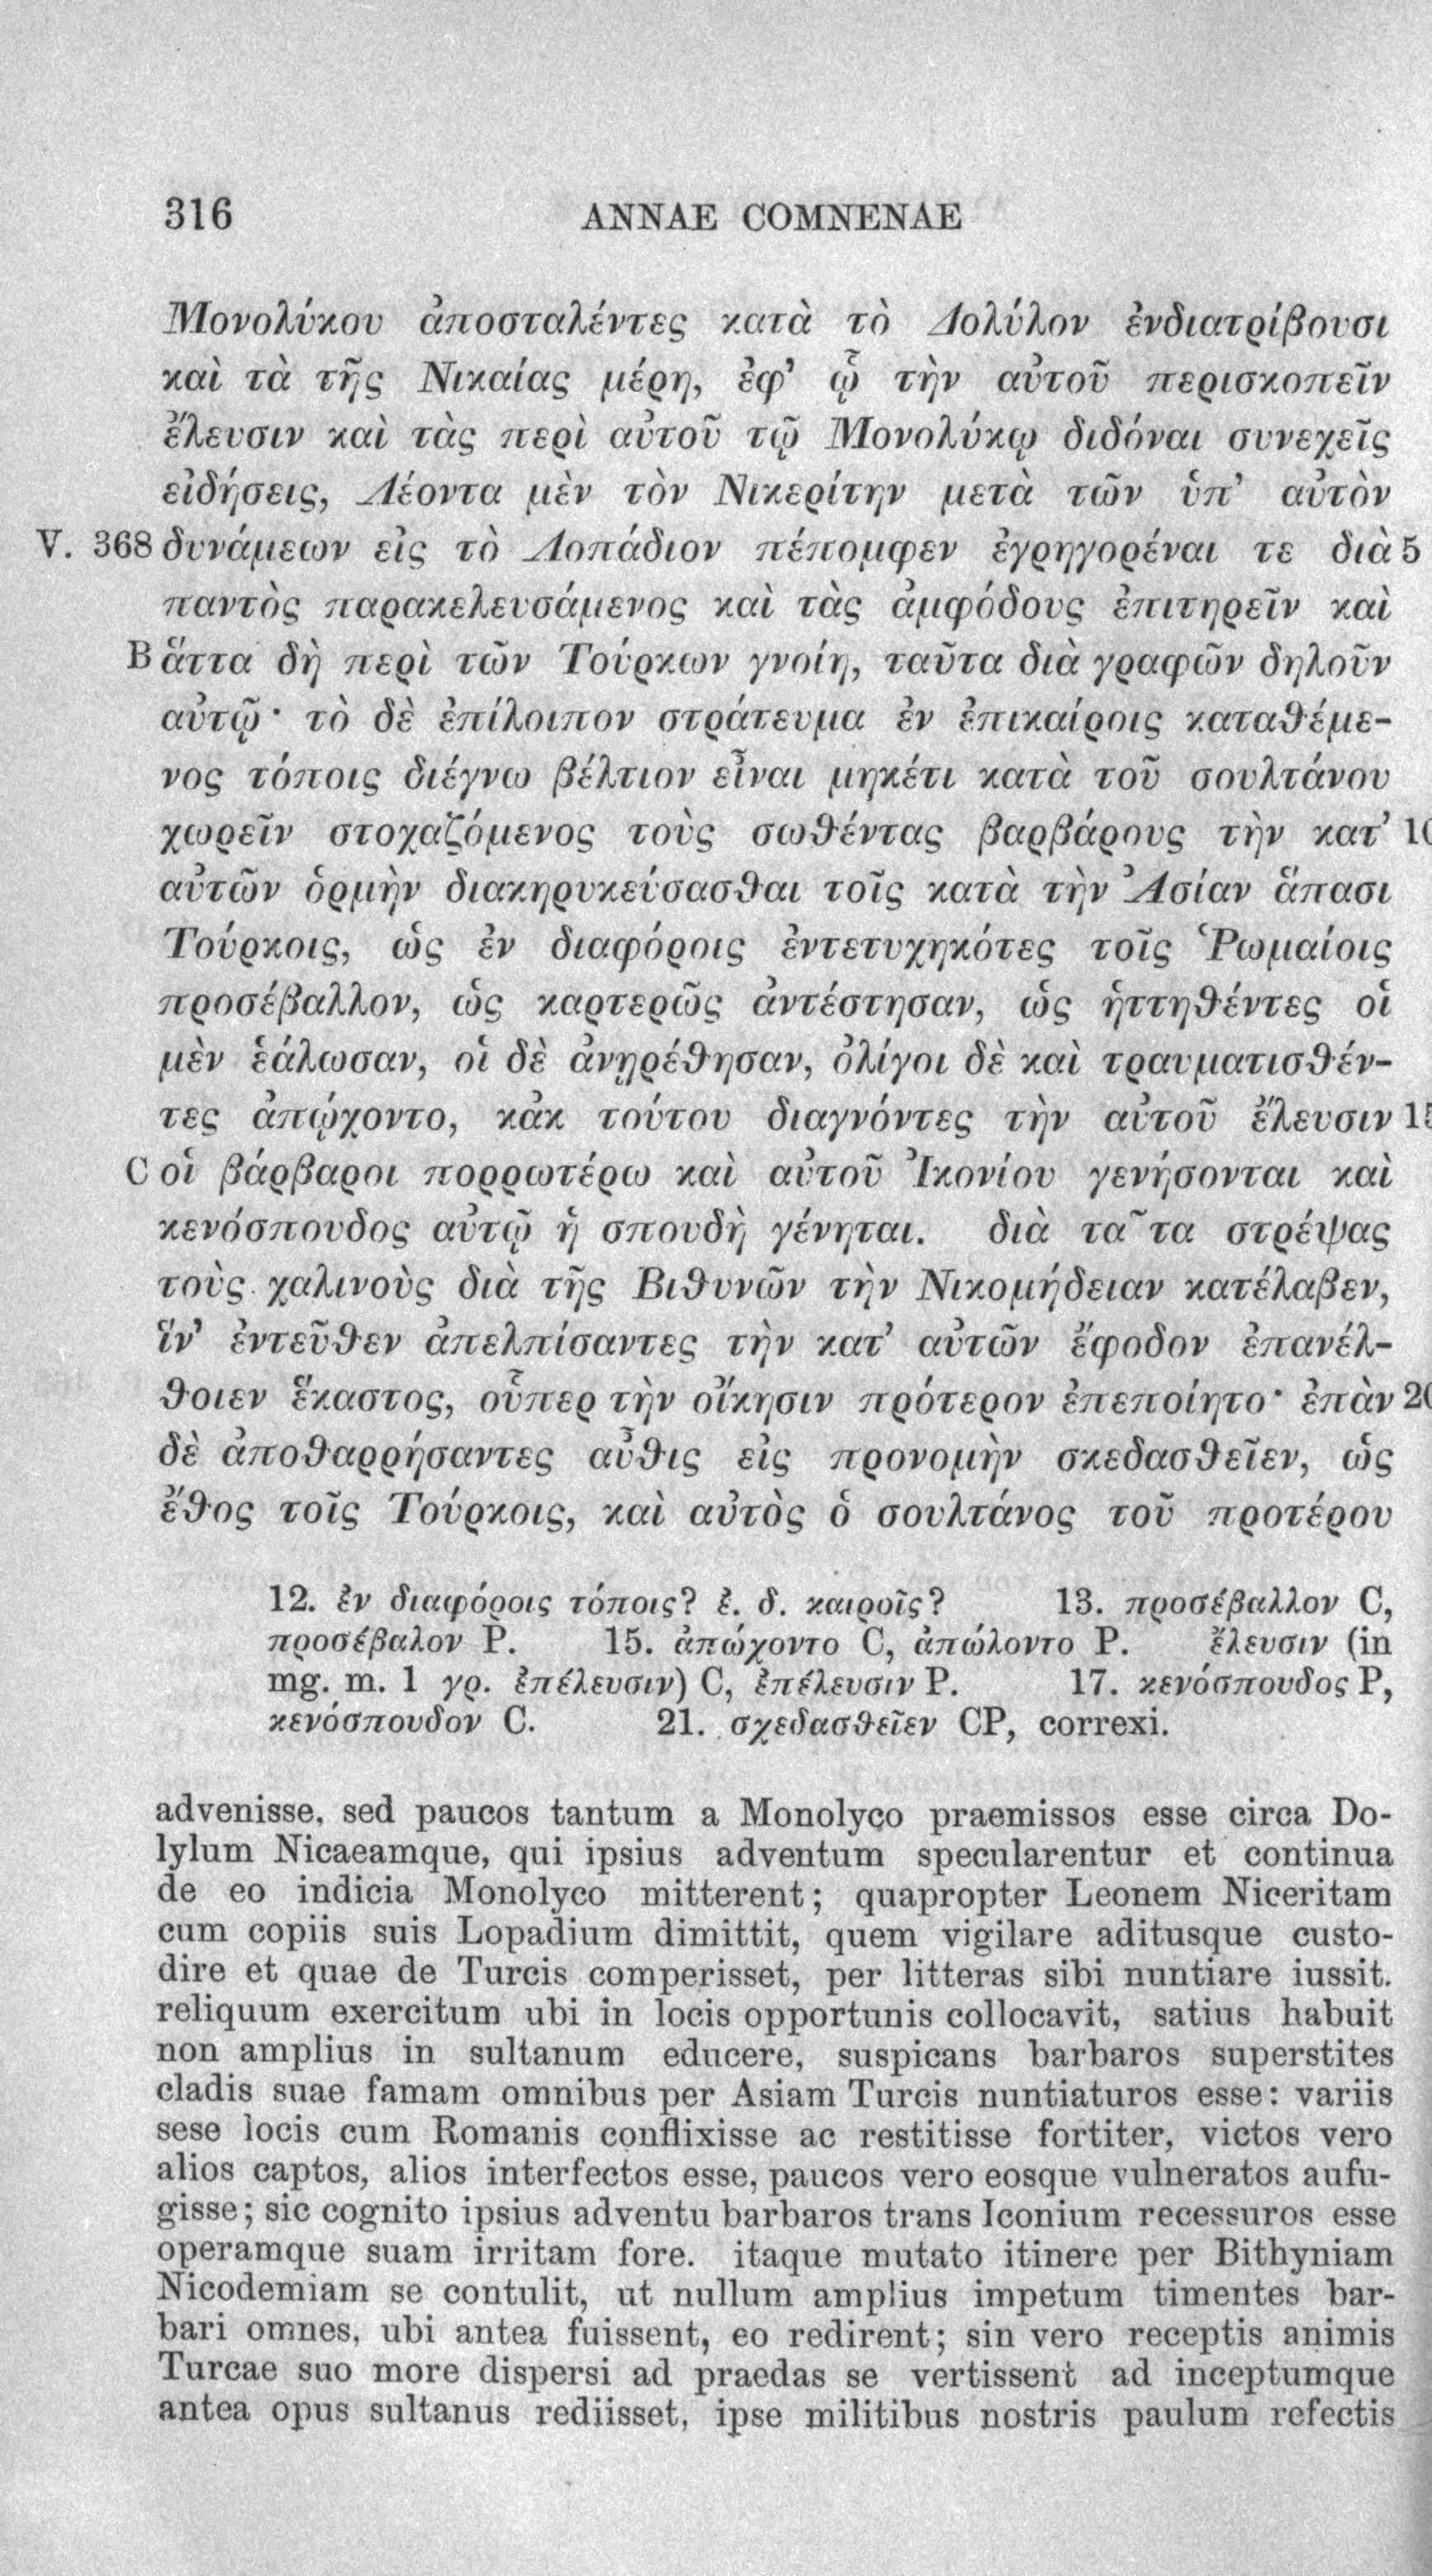 316 ANNAE COMNENAE
Μονολύκου ἀποσταλέντες κατὰ τὸ Δολύλον ἐνδιατρίβουσι
καὶ τὰ τῆς Νικαίας μέρη, ἐφ' ᾧ τὴν αὐτοῦ περισκοπεῖν
ἔλευσιν καὶ τὰς περὶ αὐτοῦ τῷ Μονολύκῳ διδόναι συνεχεῖς
εἰδήσεις, Λέοντα μὲν τὸν Νικερίτην μετὰ τῶν ὑπ' αὐτὸν
V. 368 δυνάμεων εἰς τὸ Λοπάδιον πέπομφεν ἐγρηγορέναι τε διὰ 5
παντὸς παρακελευσάμενος καὶ τὰς ἀμφόδους ἐπιτηρεῖν καὶ
B ἅττα δὴ περὶ τῶν Τούρκων γνοίη, ταῦτα διὰ γραφῶν δηλοῦν
αὐτῷ· τὸ δὲ ἐπίλοιπον στράτευμα ἐν ἐπικαίροις καταθέμε-
νος τόποις διέγνω βέλτιον εἶναι μηκέτι κατὰ τοῦ σουλτάνου
χωρεῖν στοχαζόμενος τοὺς σωθέντας βαρβάρους τὴν κατ' 10
αὐτῶν ὁρμὴν διακηρυκεύσασθαι τοῖς κατὰ τὴν Ἀσίαν ἅπασι
Τούρκοις, ὡς ἐν διαφόροις ἐντετυχηκότες τοῖς Ῥωμαίοις
προσέβαλλον, ὡς καρτερῶς ἀντέστησαν, ὡς ἡττηθέντες οἱ
μὲν ἑάλωσαν, οἱ δὲ ἀνῃρέθησαν, ὀλίγοι δὲ καὶ τραυματισθέν-
τες ἀπῴχοντο, κἀκ τούτου διαγνόντες τὴν αὐτοῦ ἔλευσιν 15
C οἱ βάρβαροι πορρωτέρω καὶ αὐτοῦ Ἰκονίου γενήσονται καὶ
κενόσπουδος αὐτῷ ἡ σπουδὴ γένηται. διὰ τα῀τα στρέψας
τοὺς χαλινοὺς διὰ τῆς Βιθυνῶν τὴν Νικομήδειαν κατέλαβεν,
ἵν' ἐντεῦθεν ἀπελπίσαντες τὴν κατ' αὐτῶν ἔφοδον ἐπανέλ-
θοιεν ἕκαστος, οὗπερ τὴν οἴκησιν πρότερον ἐπεποίητο· ἐπὰν 20
δὲ ἀποθαρρήσαντες αὖθις εἰς προνομὴν σκεδασθεῖεν, ὡς
ἔθος τοῖς Τούρκοις, καὶ αὐτὸς ὁ σουλτάνος τοῦ προτέρου
12. ἐν διαφόροις τόποις? ἐ. δ. καιροῖς? 13. προσέβαλλον C,
προσέβαλον P. 15. ἀπώχοντο C, ἀπώλοντο P. ἔλευσιν (in
mg. m. 1 γρ. ἐπέλευσιν) C, ἐπέλευσιν P. 17. κενόσπουδος P,
κενόσπουδον C. 21. σχεδασθεῖεν CP, correxi.
advenisse, sed paucos tantum a Monolyco praemissos esse circa Do-
lylum Nicaeamque, qui ipsius adventum specularentur et continua
de eo indicia Monolyco mitterent; quapropter Leonem Niceritam
cum copiis suis Lopadium dimittit, quem vigilare aditusque custo-
dire et quae de Turcis comperisset, per litteras sibi nuntiare iussit.
reliquum exercitum ubi in locis opportunis collocavit, satius habuit
non amplius in sultanum educere, suspicans barbaros superstites
cladis suae famam omnibus per Asiam Turcis nuntiaturos esse: variis
sese locis cum Romanis conflixisse ac restitisse fortiter, victos vero
alios captos, alios interfectos esse, paucos vero eosque vulneratos aufu-
gisse; sic cognito ipsius adventu barbaros trans Iconium recessuros esse
operamque suam irritam fore. itaque mutato itinere per Bithyniam
Nicodemiam se contulit, ut nullum amplius impetum timentes bar-
bari omnes, ubi antea fuissent, eo redirent; sin vero receptis animis
Turcae suo more dispersi ad praedas se vertissent ad inceptumque
antea opus sultanus rediisset, ipse militibus nostris paulum refectis